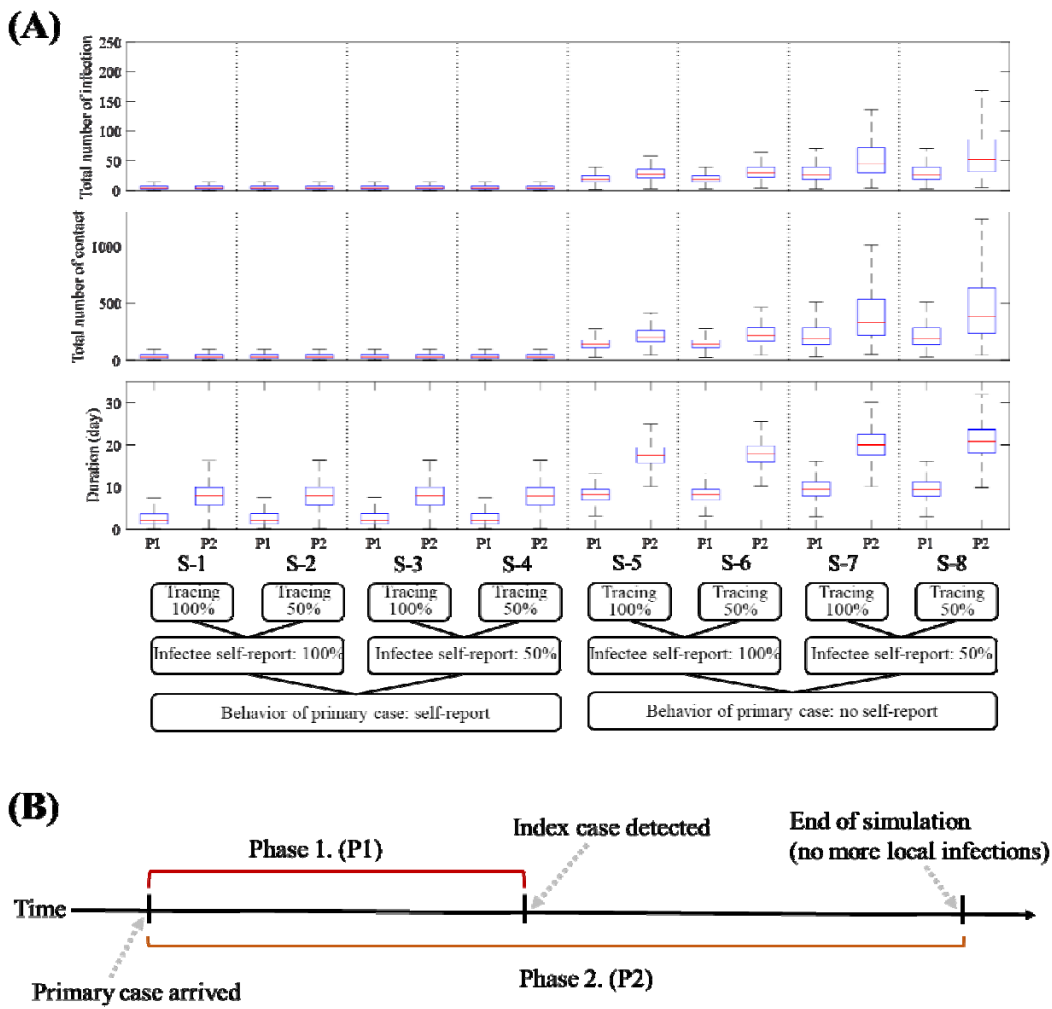 (A)
Total number of infection
250
200
150
100
50
0
Total number of contact
1000
500
0
Duration (day)
30
20
10
0
P1 P2 P1 P2 P1 P2 P1 P2 P1 P2 P1 P2 P1 P2 P1 P2
S-1 S-2 S-3 S-4 S-5 S-6 S-7 S-8
Tracing Tracing Tracing Tracing Tracing Tracing Tracing Tracing
100% 50% 100% 50% 100% 50% 100% 50%
Infectee self-report: 100% Infectee self-report: 50% Infectee self-report: 100% Infectee self-report: 50%
Behavior of primary case: self-report Behavior of primary case: no self-report
(B)
Index case detected
End of simulation
(no more local infections)
Phase 1. (P1)
Time
Phase 2. (P2)
Primary case arrived